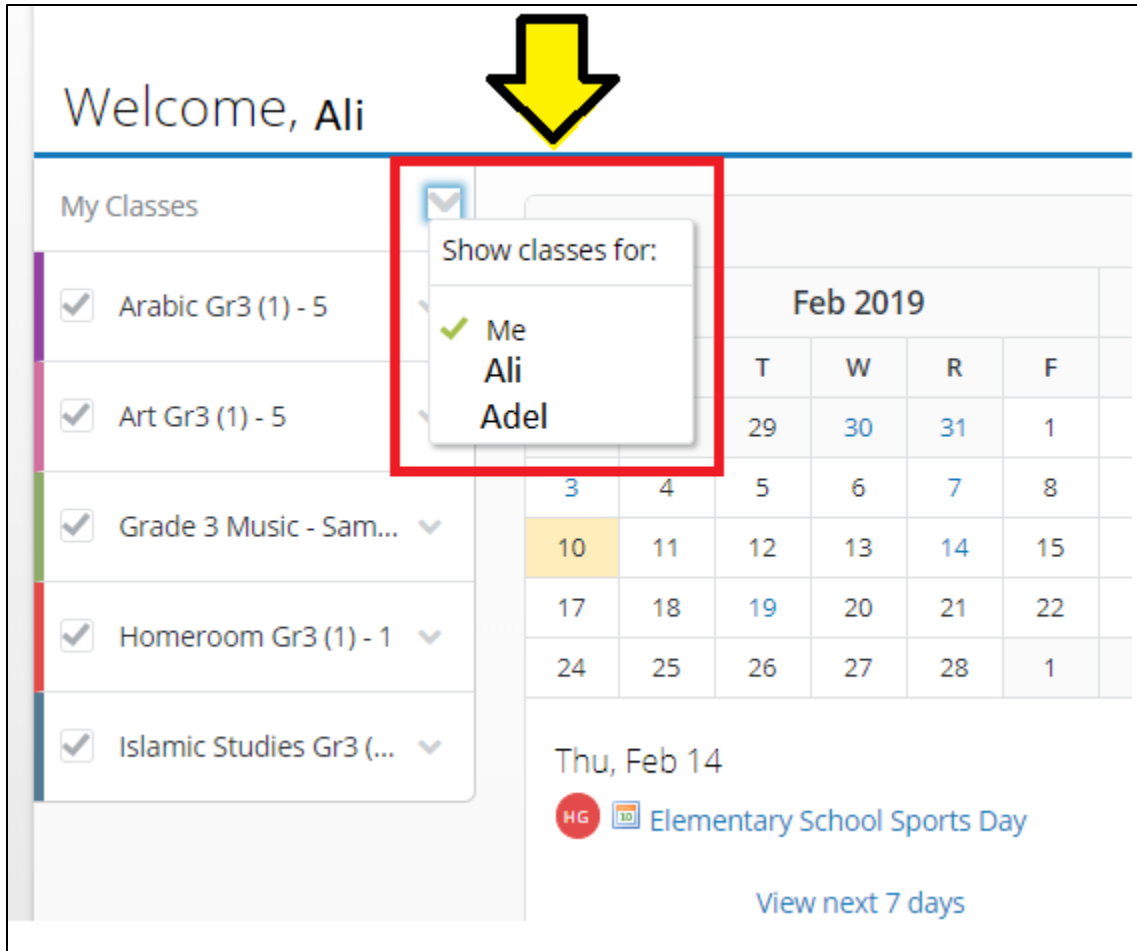 Welcome, Ali
My Classes
Show classes for:
Me
Ali
Adel
Arabic Gr3 (1) - 5
Art Gr3 (1) - 5
Grade 3 Music - Sam...
Homeroom Gr3 (1) - 1
Islamic Studies Gr3 (...
Feb 2019
T W R F
29 30 31 1
3 4 5 6 7 8
10 11 12 13 14 15
17 18 19 20 21 22
24 25 26 27 28 1
Thu, Feb 14
HG 10 Elementary School Sports Day
View next 7 days